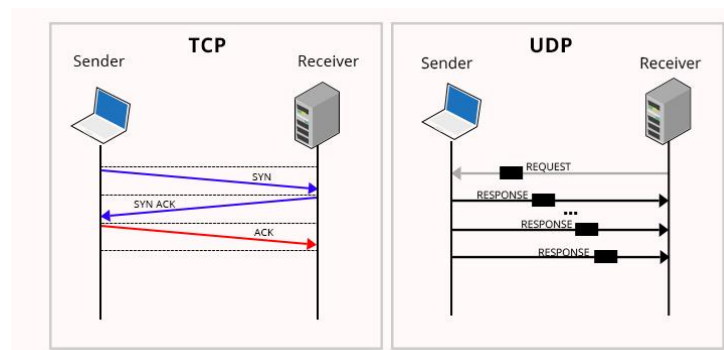 TCP
Sender
Receiver
SYN
SYN ACK
ACK
UDP
Sender
Receiver
REQUEST
RESPONSE
...
RESPONSE
RESPONSE